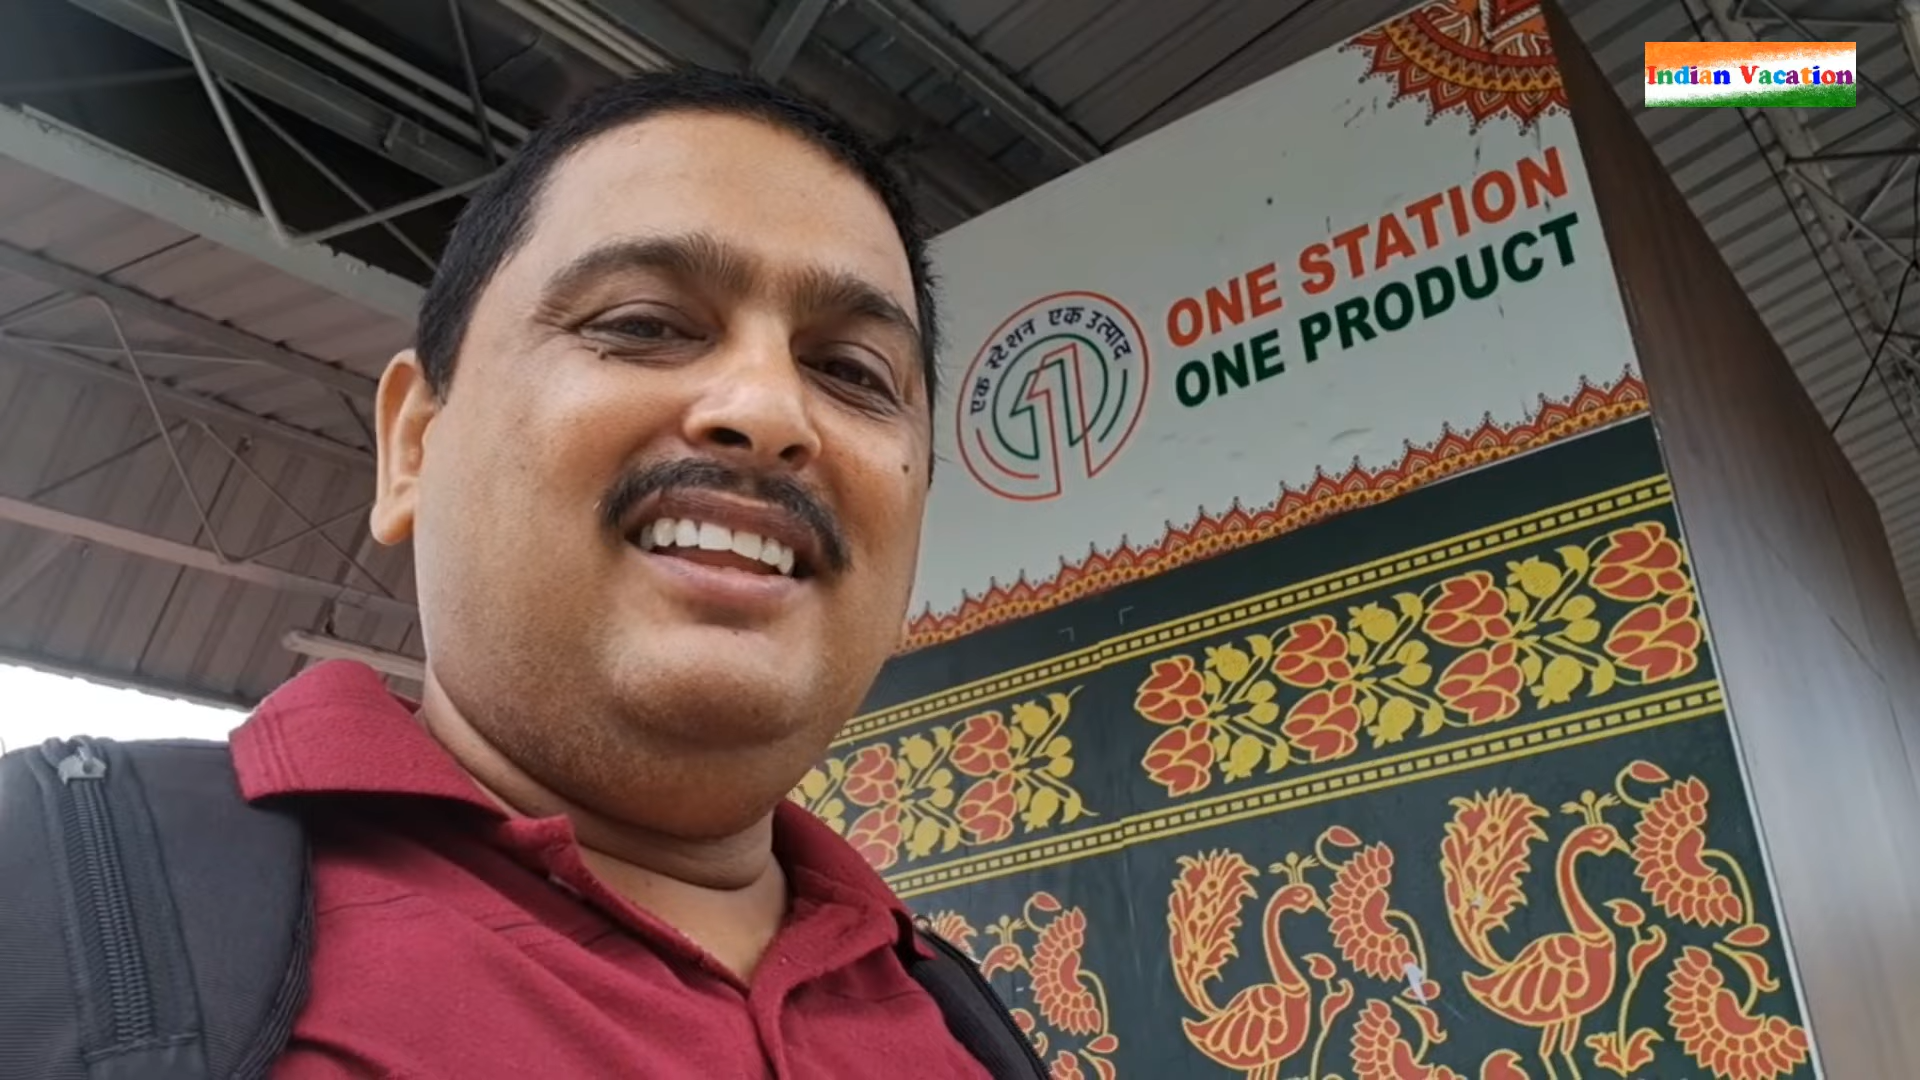 Indian Vacation
ONE STATION
ONE PRODUCT
एक स्टेशन एक उत्पाद